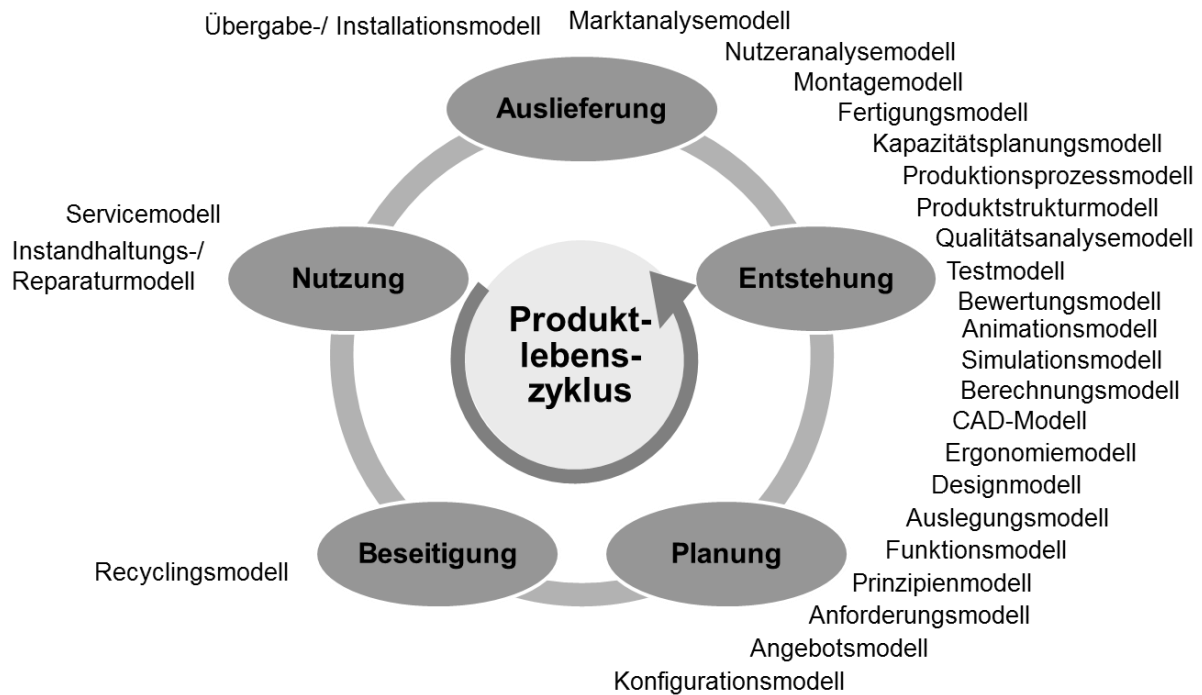 Übergabe-/ Installationsmodell
Marktanalysemodell
Nutzeranalysemodell
Montagemodell
Fertigungsmodell
Kapazitätsplanungsmodell
Produktionsprozessmodell
Produktstrukturmodell
Qualitätsanalysemodell
Testmodell
Bewertungsmodell
Animationsmodell
Simulationsmodell
Berechnungsmodell
CAD-Modell
Ergonomiemodell
Designmodell
Auslegungsmodell
Funktionsmodell
Prinzipienmodell
Anforderungsmodell
Angebotsmodell
Konfigurationsmodell
Recyclingsmodell
Servicemodell
Instandhaltungs-/
Reparaturmodell
Auslieferung
Entstehung
Planung
Beseitigung
Nutzung
Produkt-
lebens-
zyklus